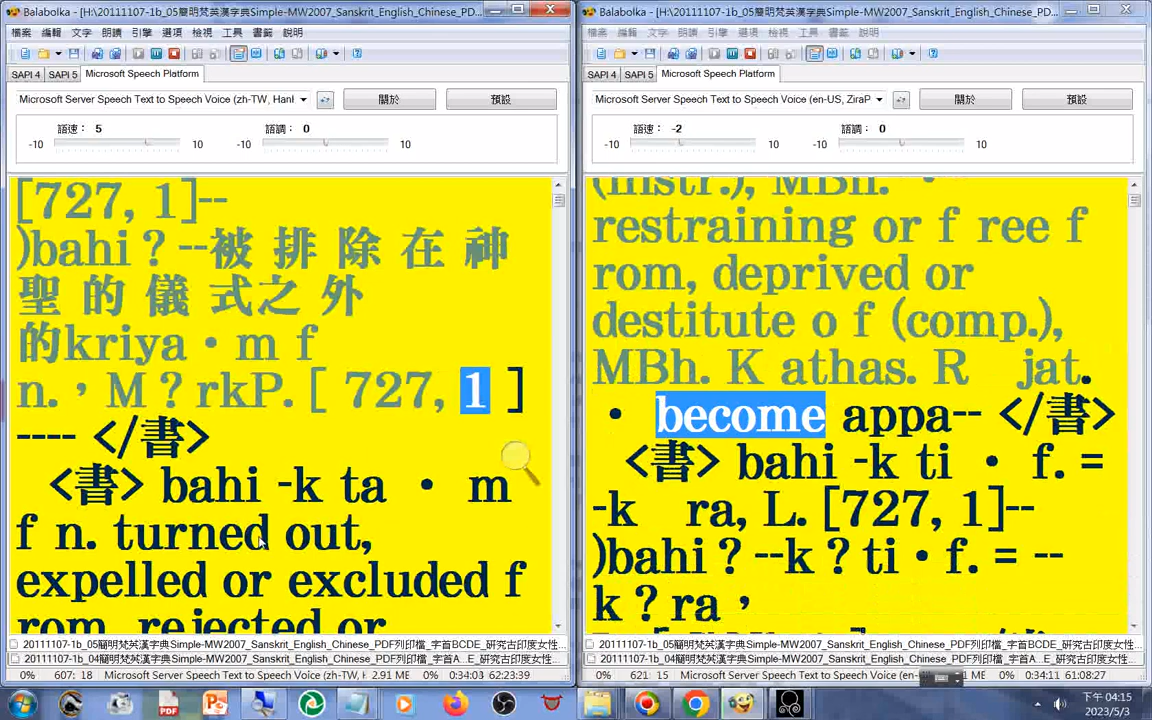 Balabolka - [H:\20111107-1b_05簡明梵英漢字典Simple-MW2007_Sanskrit_English_Chinese_PD...
檔案 編輯 文字 朗讀 引擎 選項 檢視 工具 書籤 說明
SAPI 4 SAPI 5 Microsoft Speech Platform
Microsoft Server Speech Text to Speech Voice (zh-TW, Hanl
關於
預設
語速: 5
語調: 0
-10 10 -10 10
[727, 1]--
)bahi?--被 排 除 在 神
聖 的 儀 式之 外
的kriya·m f
n.,M?rkP. [ 727, 1 ]
---- </書>
<書> bahi -k ta · m
f n. turned out,
expelled or excluded f
rom, rejected or
20111107-1b_05簡明梵英漢字典Simple-MW2007_Sanskrit_English_Chinese_PDF列印檔_字首BCDE_研究古印度女性...
20111107-1b_04簡明梵英漢字典Simple-MW2007_Sanskrit_English_Chinese_PDF列印檔_字首A...E_研究古印度女性...
0% 607: 18 Microsoft Server Speech Text to Speech Voice (zh-TW, H 2.91 MB 0% 0:34:03 62:23:39
Balabolka - [H:\20111107-1b_05簡明梵英漢字典Simple-MW2007_Sanskrit_English_Chinese_PD...
檔案 編輯 文字 朗讀 引擎 選項 檢視 工具 書籤 說明
SAPI 4 SAPI 5 Microsoft Speech Platform
Microsoft Server Speech Text to Speech Voice (en-US, ZiraP
關於
預設
語速: -2
語調: 0
-10 10 -10 10
(instr.), MBh. ·
restraining or f ree f
rom, deprived or
destitute o f (comp.),
MBh. K athas. R jat.
· become appa-- </書>
<書> bahi -k ti · f. =
-k ra, L. [727, 1]--
)bahi?--k?ti·f. = --
k?ra,
20111107-1b_05簡明梵英漢字典Simple-MW2007_Sanskrit_English_Chinese_PDF列印檔_字首BCDE_研究古印度女性...
20111107-1b_04簡明梵英漢字典Simple-MW2007_Sanskrit_English_Chinese_PDF列印檔_字首A...E_研究古印度女性...
0% 621: 15 Microsoft Server Speech Text to Speech Voice (en-US 0% 0:34:11 61:08:27
下午 04:15
2023/5/3